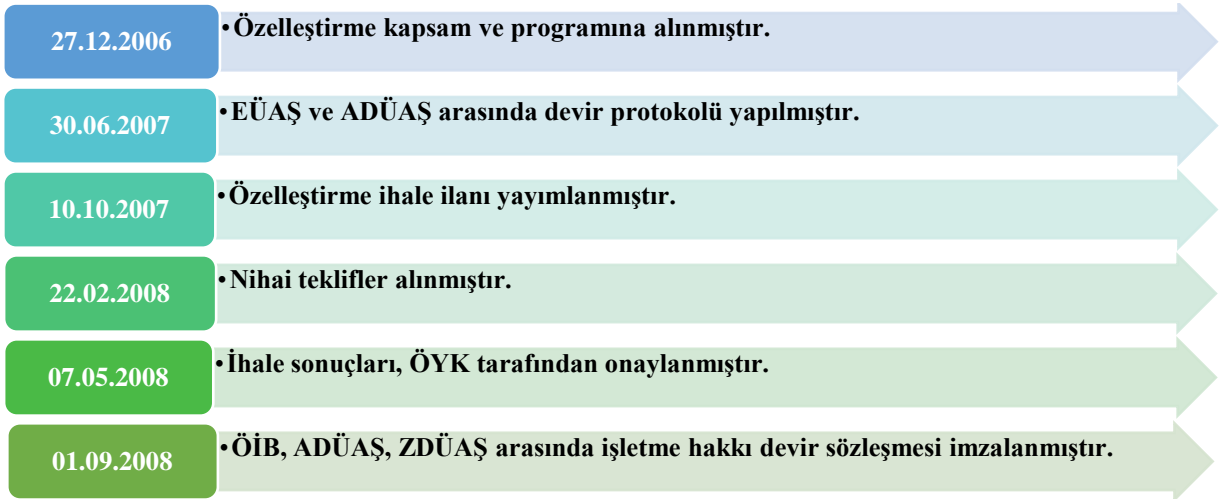 27.12.2006
•Özelleştirme kapsam ve programına alınmıştır.
30.06.2007
•EÜAŞ ve ADÜAŞ arasında devir protokolü yapılmıştır.
10.10.2007
•Özelleştirme ihale ilanı yayımlanmıştır.
22.02.2008
•Nihai teklifler alınmıştır.
07.05.2008
•İhale sonuçları, ÖYK tarafından onaylanmıştır.
01.09.2008
•ÖİB, ADÜAŞ, ZDÜAŞ arasında işletme hakkı devir sözleşmesi imzalanmıştır.